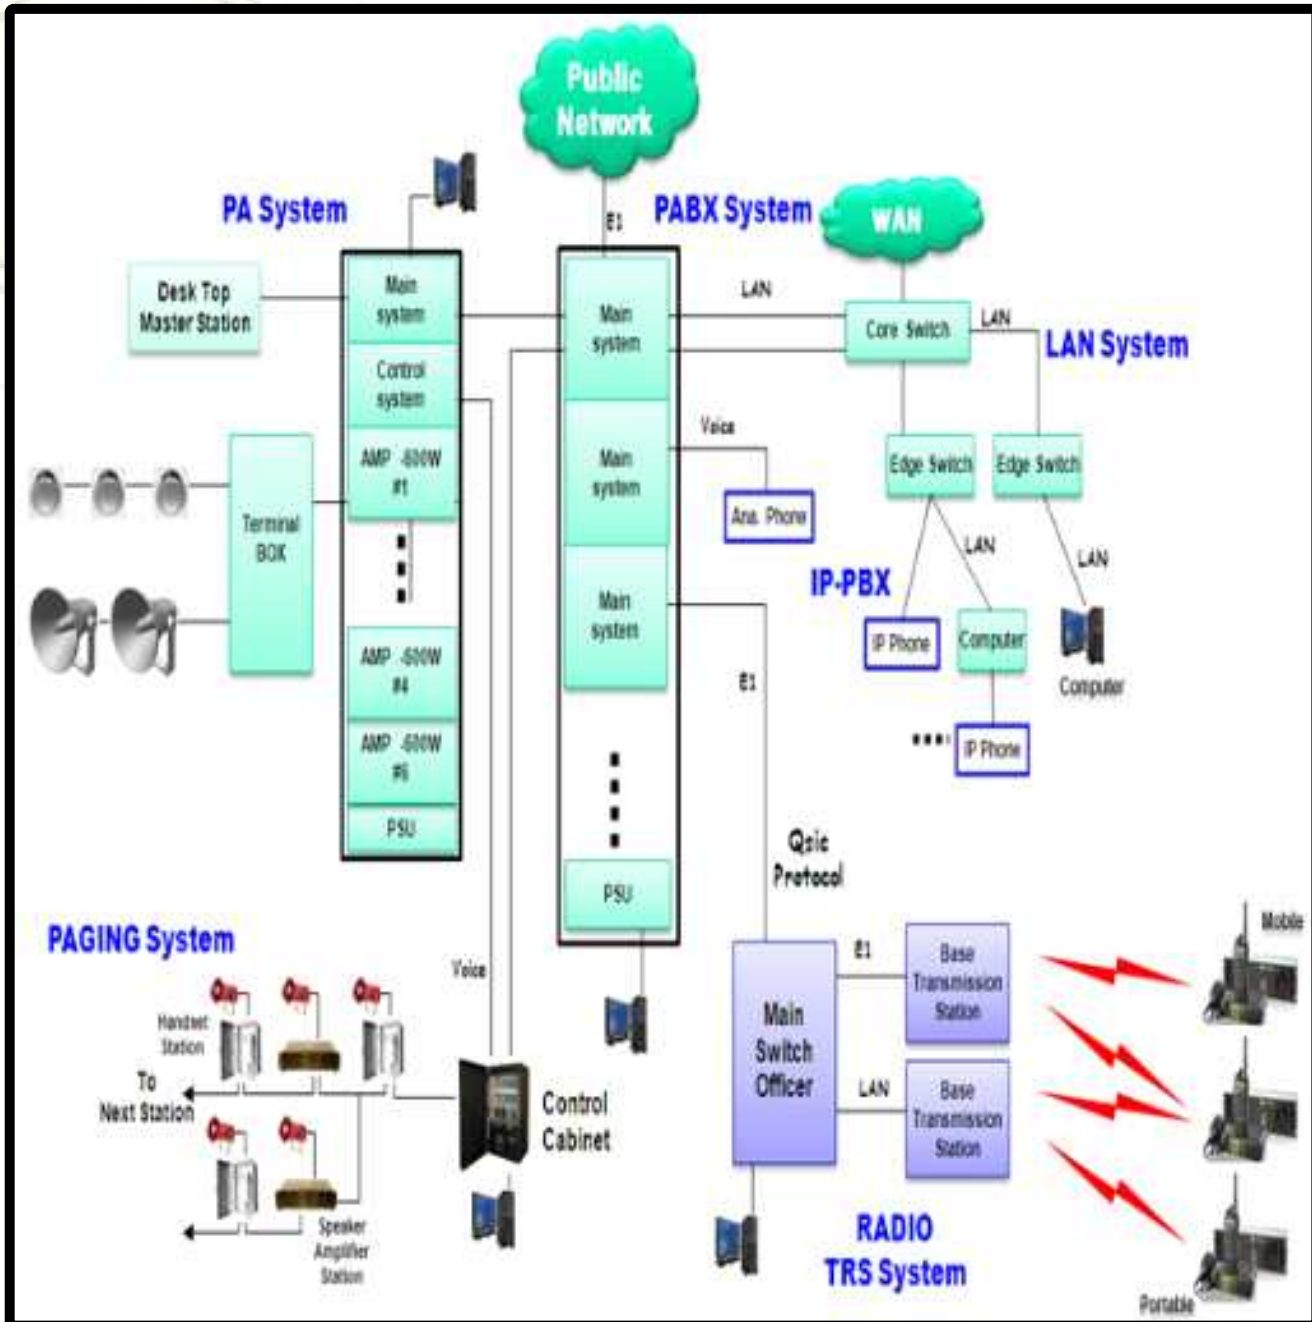 Public
Network
PA System
E1
PABX System
WAN
Desk Top
Master Station
Main
system
Main
system
LAN
Core Switch
LAN
LAN System
Control
system
Voice
AMP -600W
#1
Main
system
Edge Switch
Edge Switch
Terminal
BOX
Ana. Phone
LAN
LAN
IP-PBX
Main
system
IP Phone
Computer
Computer
AMP -600W
#4
E1
IP Phone
AMP -600W
#6
PSU
Qsic
Protocol
PSU
PAGING System
Voice
Handset
Station
To
Next Station
Control
Cabinet
Speaker
Amplifier
Station
Main
Switch
Officer
E1
Base
Transmission
Station
LAN
Base
Transmission
Station
Mobile
RADIO
TRS System
Portable